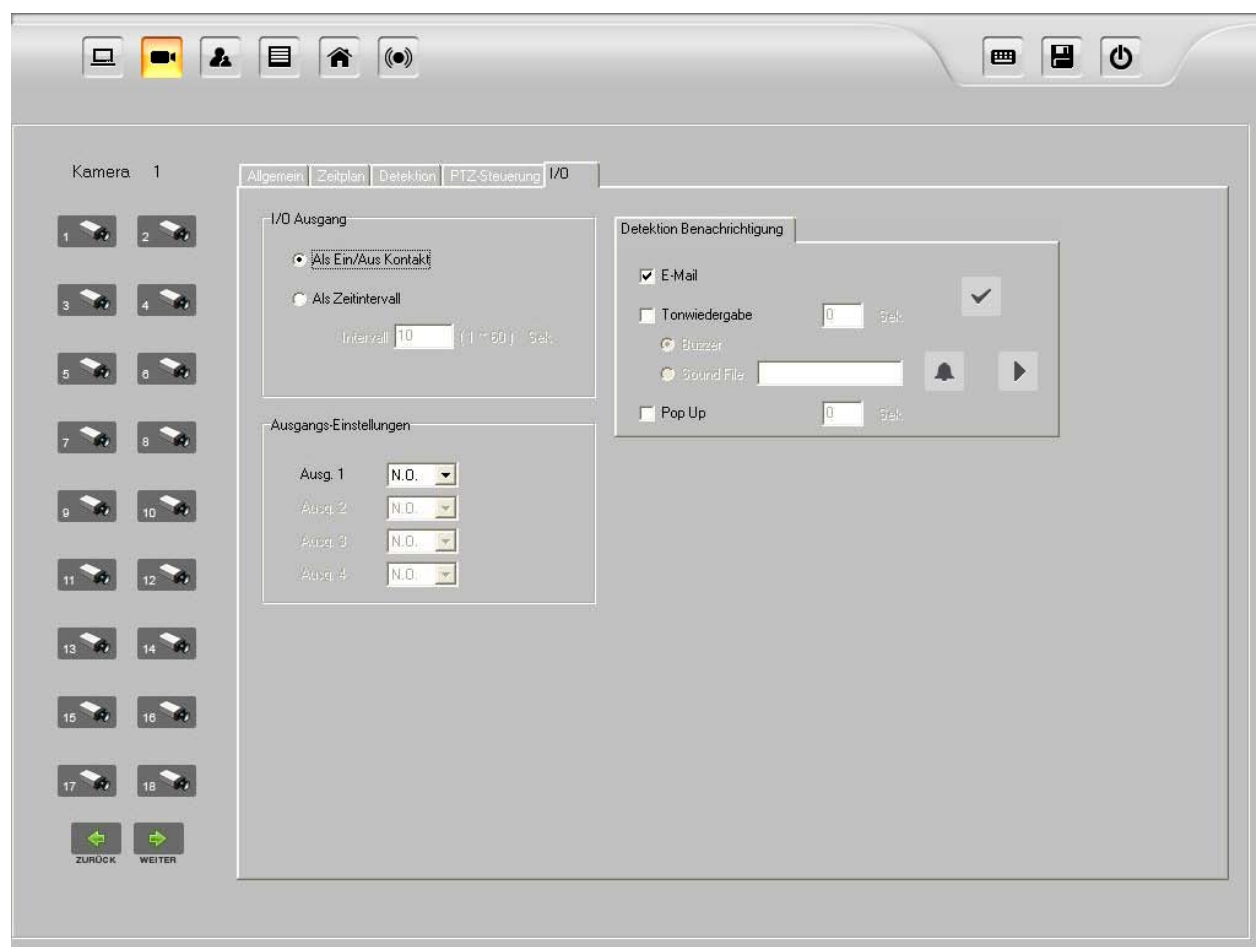 Kamera 1
Allgemein Zeitplan Detektion PTZ-Steuerung I/O
I/O Ausgang
Als Ein/Aus Kontakt
Als Zeitintervall
Intervall 10 ( 1 ~ 60 ) Sek.
Ausgangs-Einstellungen
Ausg. 1 N.O.
Ausg. 2 N.O.
Ausg. 3 N.O.
Ausg. 4 N.O.
Detektion Benachrichtigung
E-Mail
Tonwiedergabe 0 Sek.
Buzzer
Sound File
Pop Up 0 Sek.
1 2
3 4
5 6
7 8
9 10
11 12
13 14
15 16
17 18
ZURÜCK WEITER